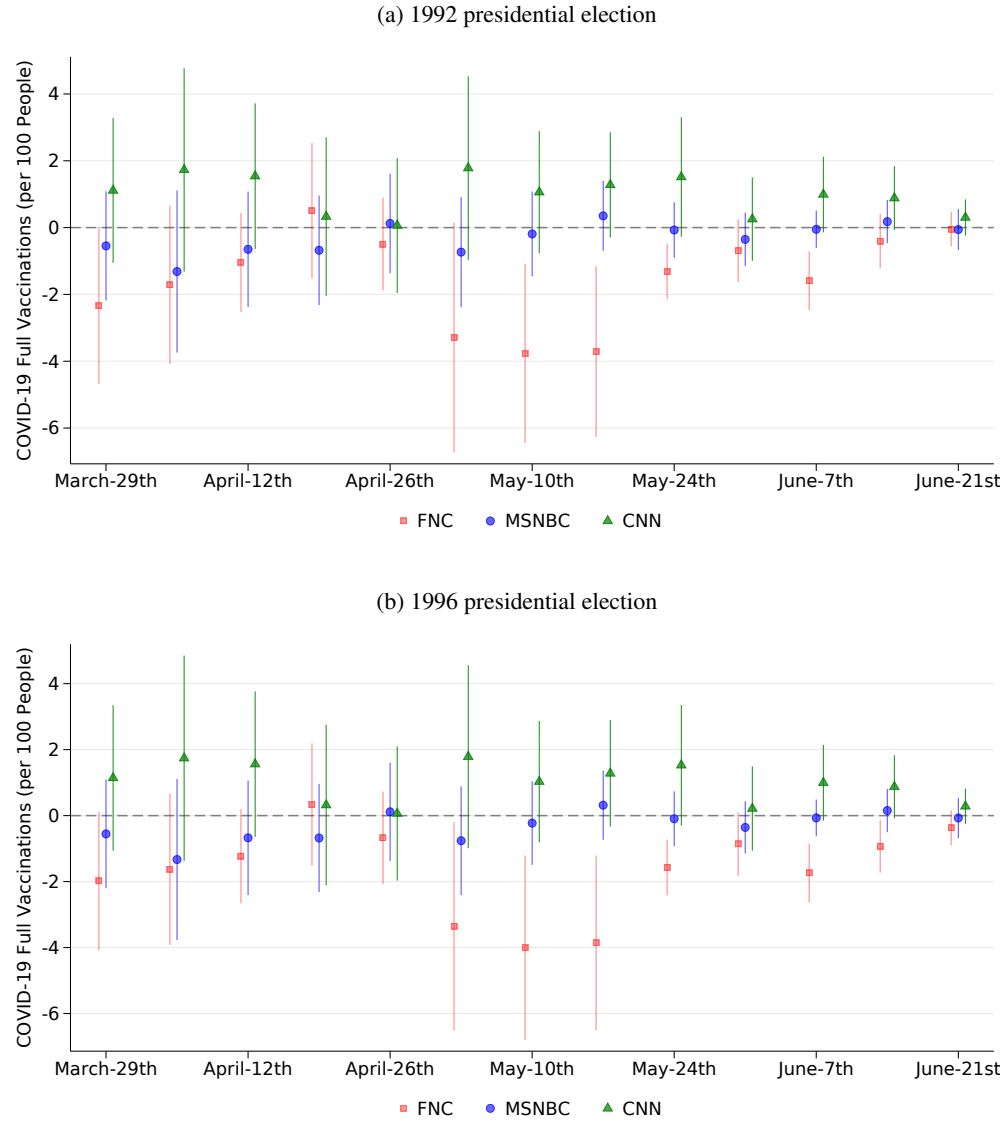 (a) 1992 presidential election
COVID-19 Full Vaccinations (per 100 People)
4
2
0
-2
-4
-6
March-29th April-12th April-26th May-10th May-24th June-7th June-21st
FNC MSNBC CNN
(b) 1996 presidential election
COVID-19 Full Vaccinations (per 100 People)
4
2
0
-2
-4
-6
March-29th April-12th April-26th May-10th May-24th June-7th June-21st
FNC MSNBC CNN